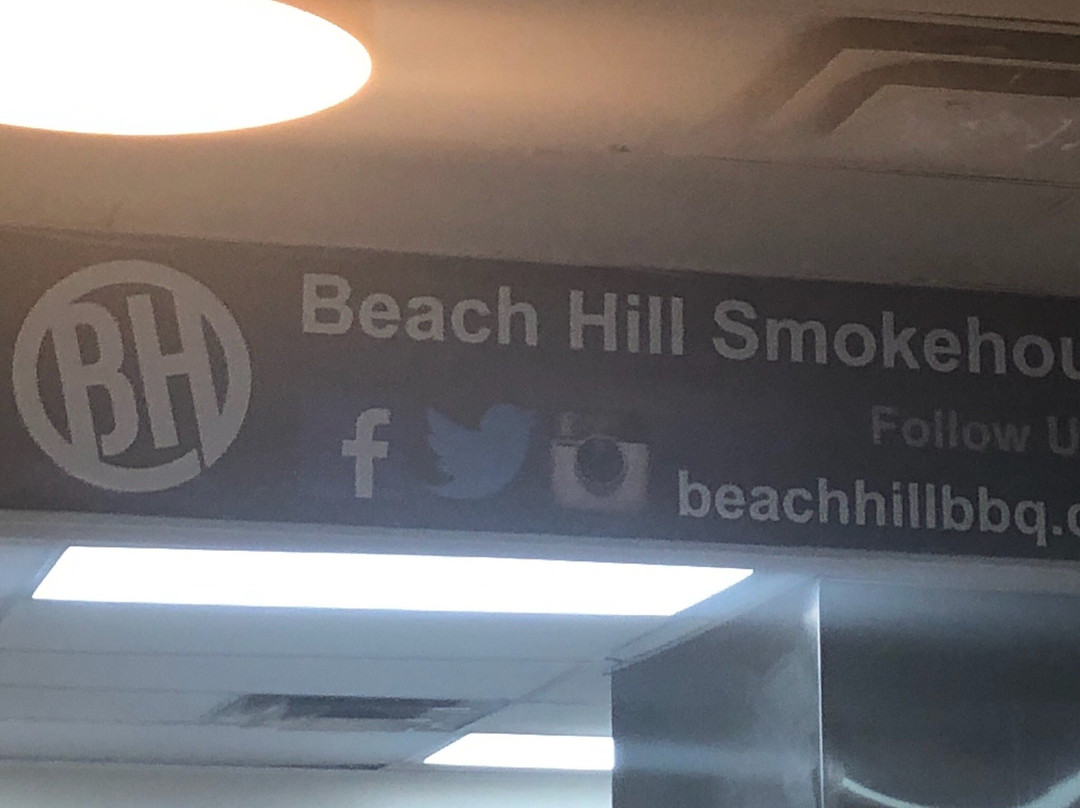 BH
Beach Hill Smokehou
Follow U
beachhillbbq.c